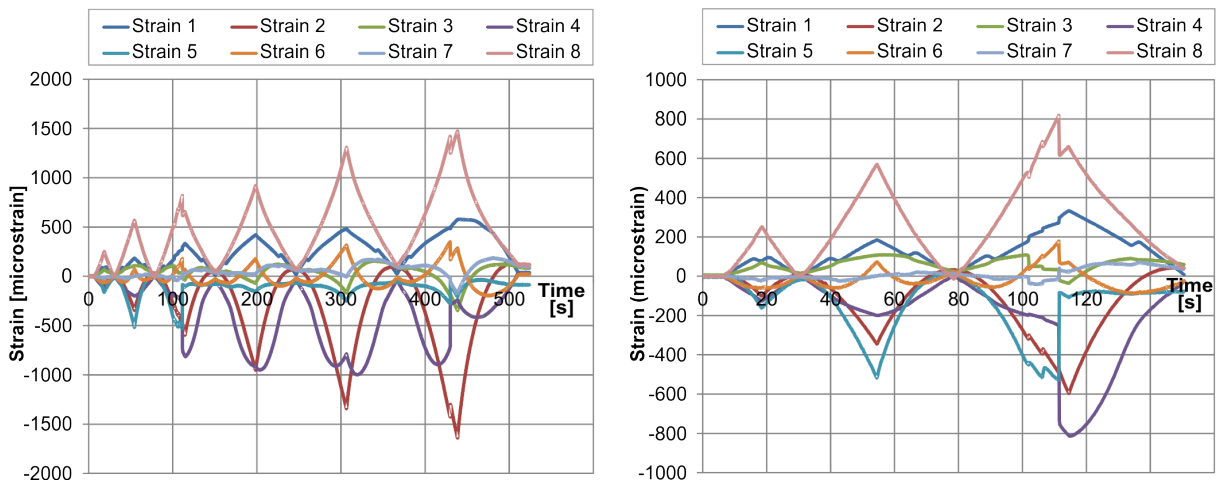 Strain 1 Strain 2 Strain 3 Strain 4
Strain 5 Strain 6 Strain 7 Strain 8
2000
1500
1000
500
0
-500
-1000
-1500
-2000
Strain [microstrain]
0 100 200 300 400 500
Time
[s]
Strain 1 Strain 2 Strain 3 Strain 4
Strain 5 Strain 6 Strain 7 Strain 8
1000
800
600
400
200
0
-200
-400
-600
-800
-1000
Strain (microstrain)
0 20 40 60 80 100 120
Time
[s]